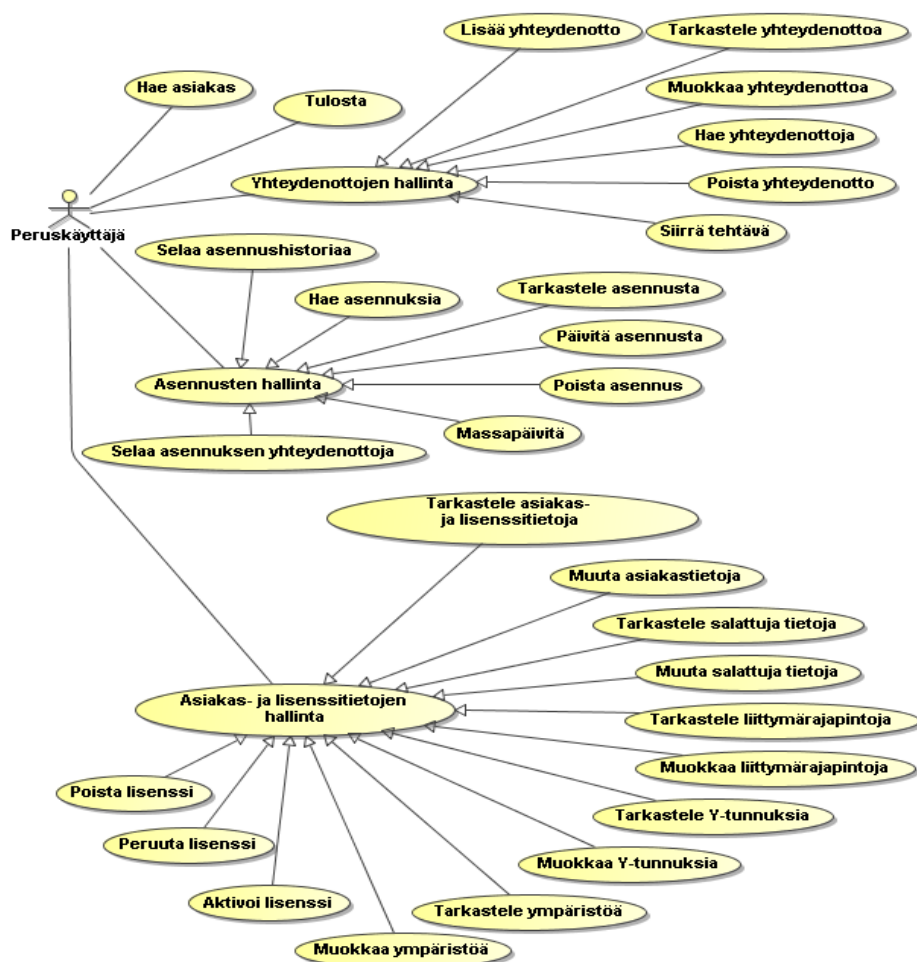 Lisää yhteydenotto
Tarkastele yhteydenottoa
Hae asiakas
Tulosta
Muokkaa yhteydenottoa
Hae yhteydenottoja
Yhteydenottojen hallinta
Poista yhteydenotto
Peruskäyttäjä
Siirrä tehtävä
Selaa asennushistoriaa
Hae asennuksia
Tarkastele asennusta
Päivitä asennusta
Asennusten hallinta
Poista asennus
Massapäivitä
Selaa asennuksen yhteydenottoja
Tarkastele asiakas-
ja lisenssitietoja
Muuta asiakastietoja
Tarkastele salattuja tietoja
Muuta salattuja tietoja
Asiakas- ja lisenssitietojen
hallinta
Tarkastele liittymärajapintoja
Muokkaa liittymärajapintoja
Poista lisenssi
Tarkastele Y-tunnuksia
Peruuta lisenssi
Muokkaa Y-tunnuksia
Aktivoi lisenssi
Tarkastele ympäristöä
Muokkaa ympäristöä